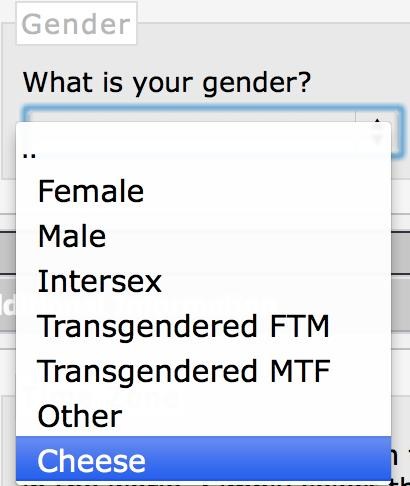 Gender
What is your gender?
..
Female
Male
Intersex
Transgendered FTM
Transgendered MTF
Other
Cheese